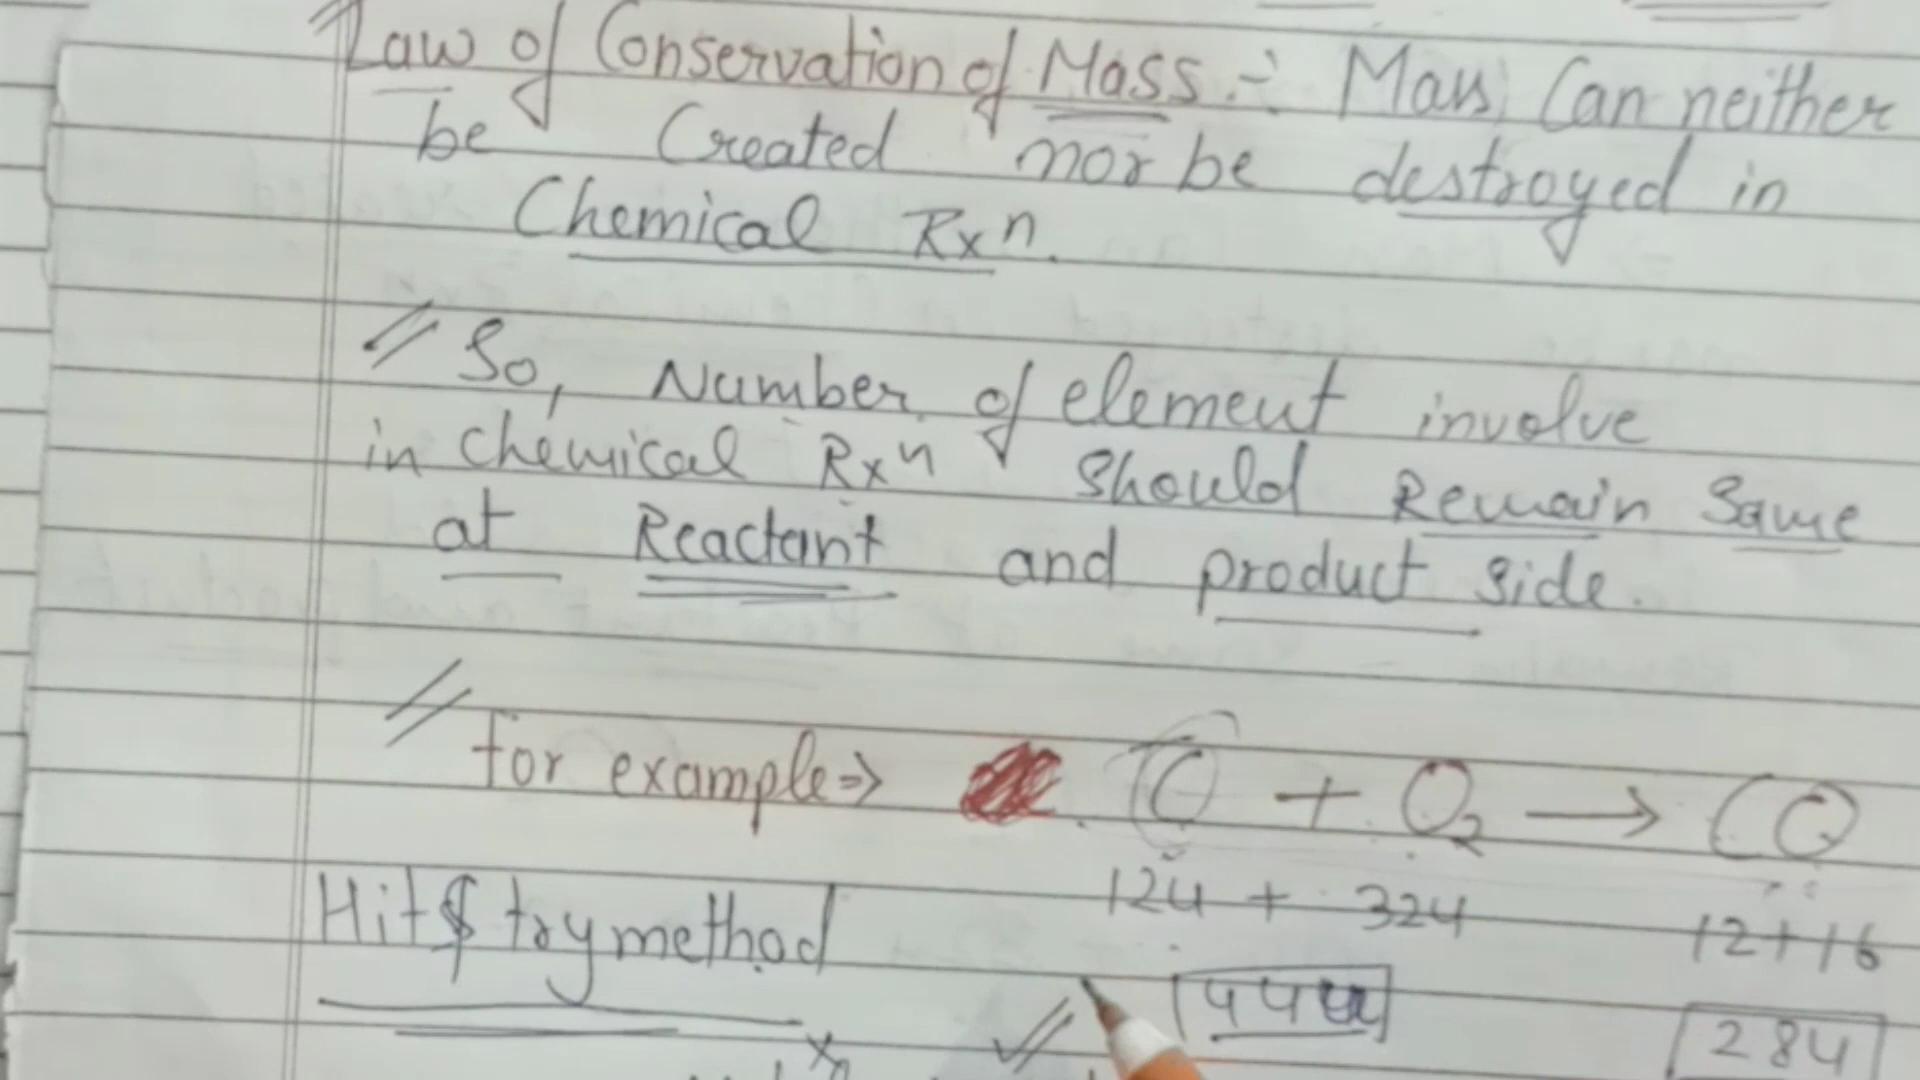 Law of Conservation of Mass :- Mass Can neither
be Created nor be destroyed in
Chemical Rxn.
So, Number of element involve
in chemical Rxn should Remain Same
at Reactant and product side.
for example => C + O2 → CO
12u + 32u 12+16
Hit & try method
44u 28u